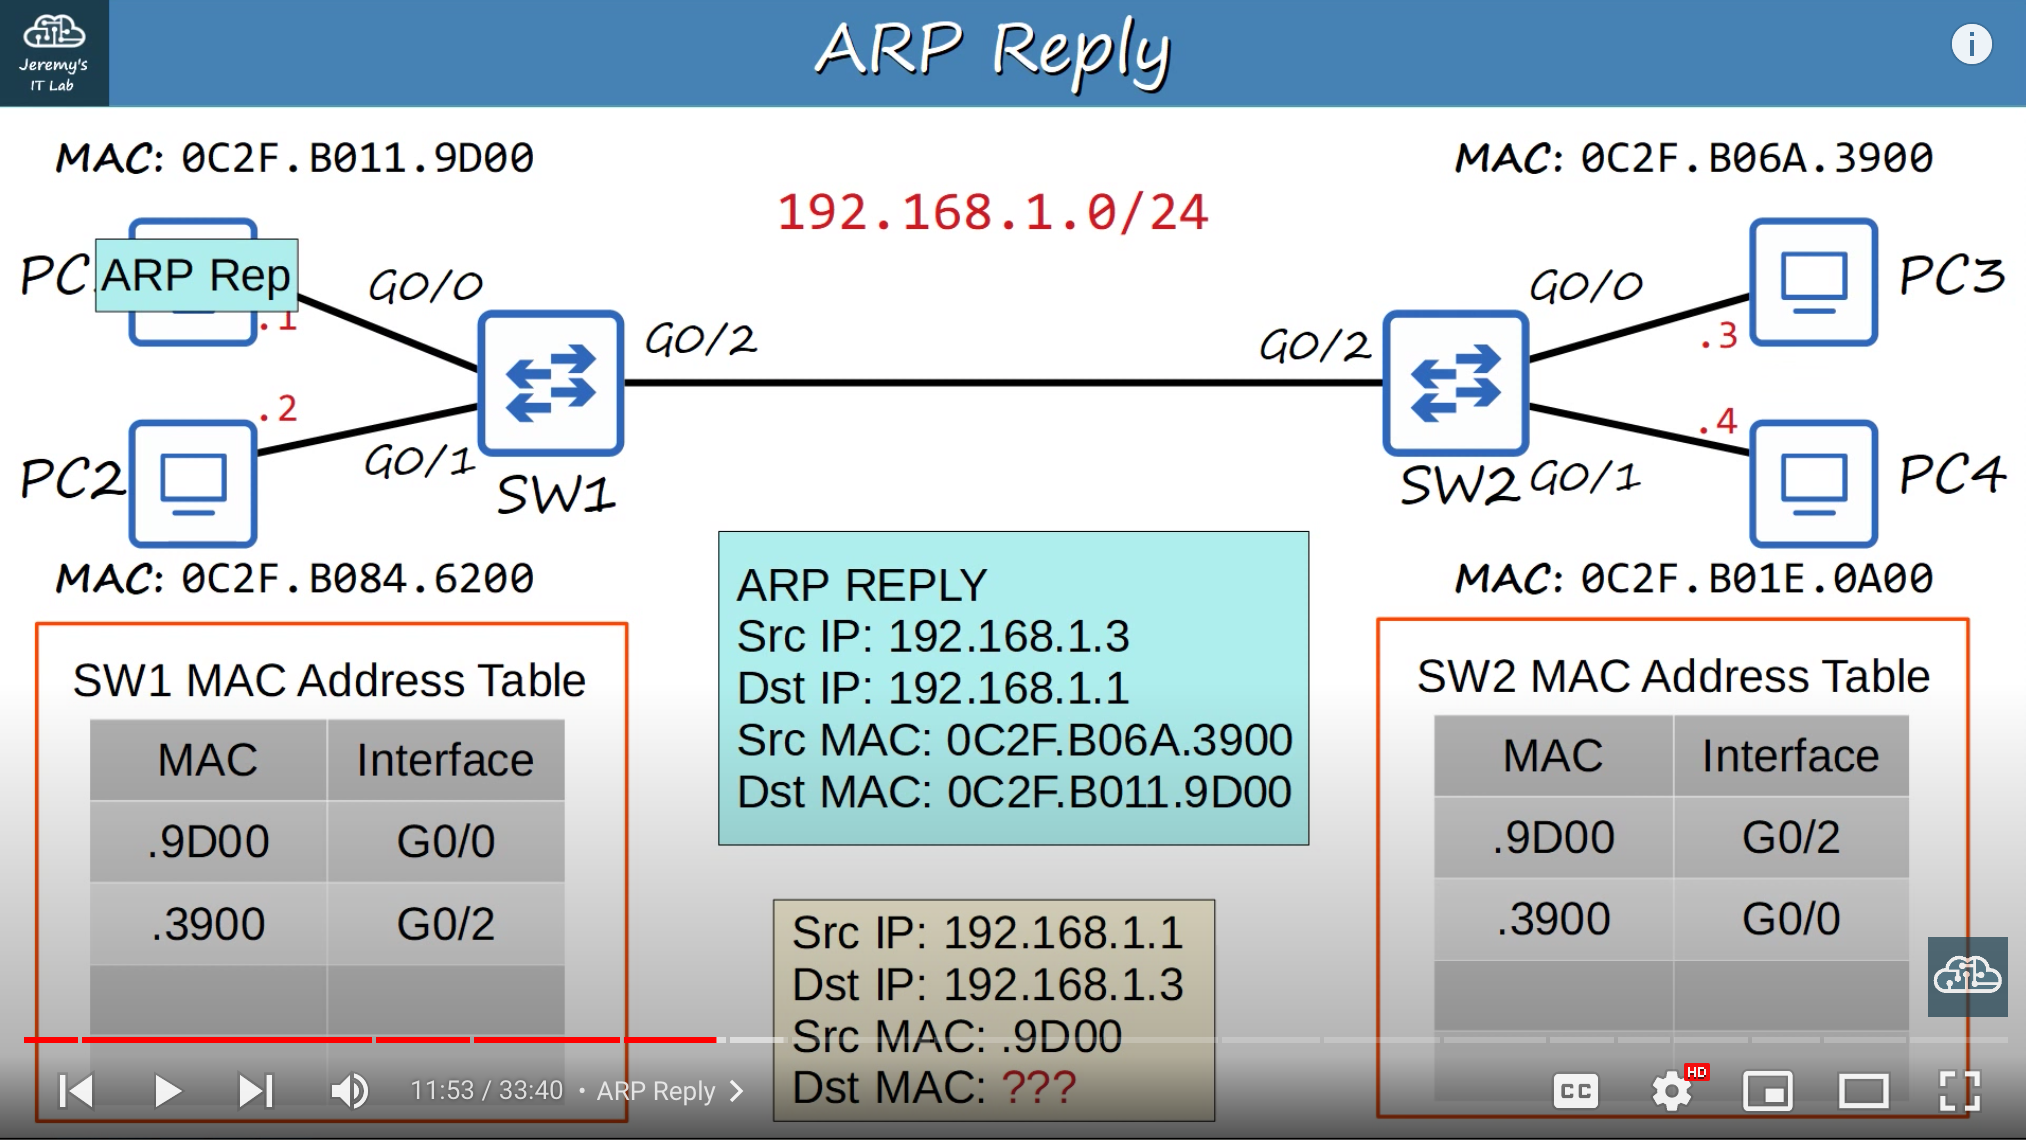 Jeremy's
IT Lab
ARP Reply
MAC: 0C2F.B011.9D00
MAC: 0C2F.B06A.3900
192.168.1.0/24
PC
ARP Rep
.1
G0/0
G0/2
SW1
G0/2
G0/0
.3
PC3
.2
G0/1
PC2
SW2
G0/1
.4
PC4
MAC: 0C2F.B084.6200
MAC: 0C2F.B01E.0A00
ARP REPLY
Src IP: 192.168.1.3
Dst IP: 192.168.1.1
Src MAC: 0C2F.B06A.3900
Dst MAC: 0C2F.B011.9D00
SW1 MAC Address Table
MAC Interface
.9D00 G0/0
.3900 G0/2
SW2 MAC Address Table
MAC Interface
.9D00 G0/2
.3900 G0/0
Src IP: 192.168.1.1
Dst IP: 192.168.1.3
Src MAC: .9D00
Dst MAC: ???
11:53 / 33:40 • ARP Reply
CC
HD